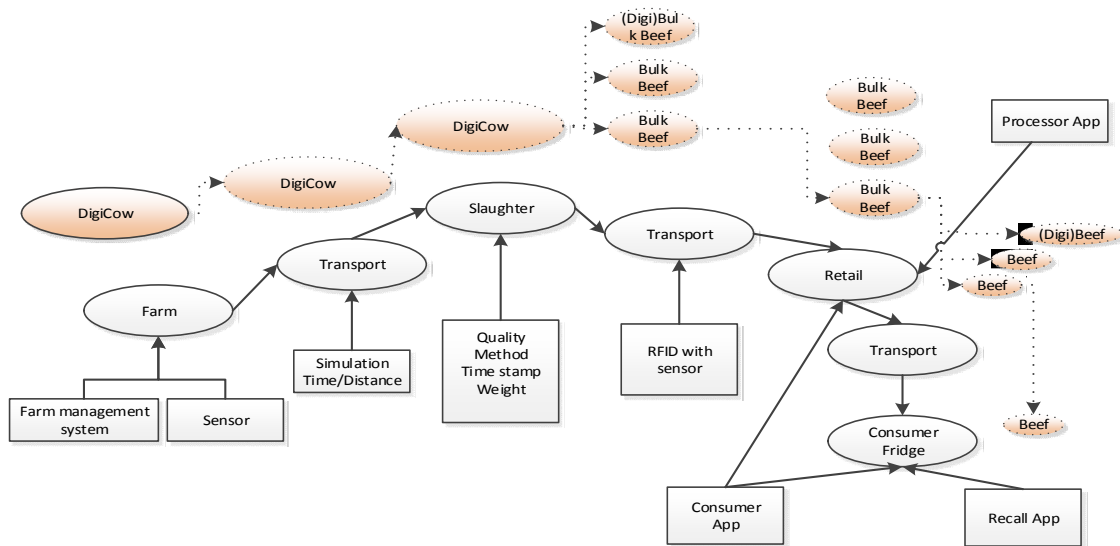 (Digi)Bul
k Beef
Bulk
Beef
Bulk
Beef
DigiCow
Bulk
Beef
Bulk
Beef
Bulk
Beef
Processor App
DigiCow
DigiCow
Slaughter
Transport
(Digi)Beef
Beef
Beef
Transport
Retail
Farm
Simulation
Time/Distance
Quality
Method
Time stamp
Weight
RFID with
sensor
Transport
Farm management
system
Sensor
Beef
Consumer
Fridge
Consumer
App
Recall App